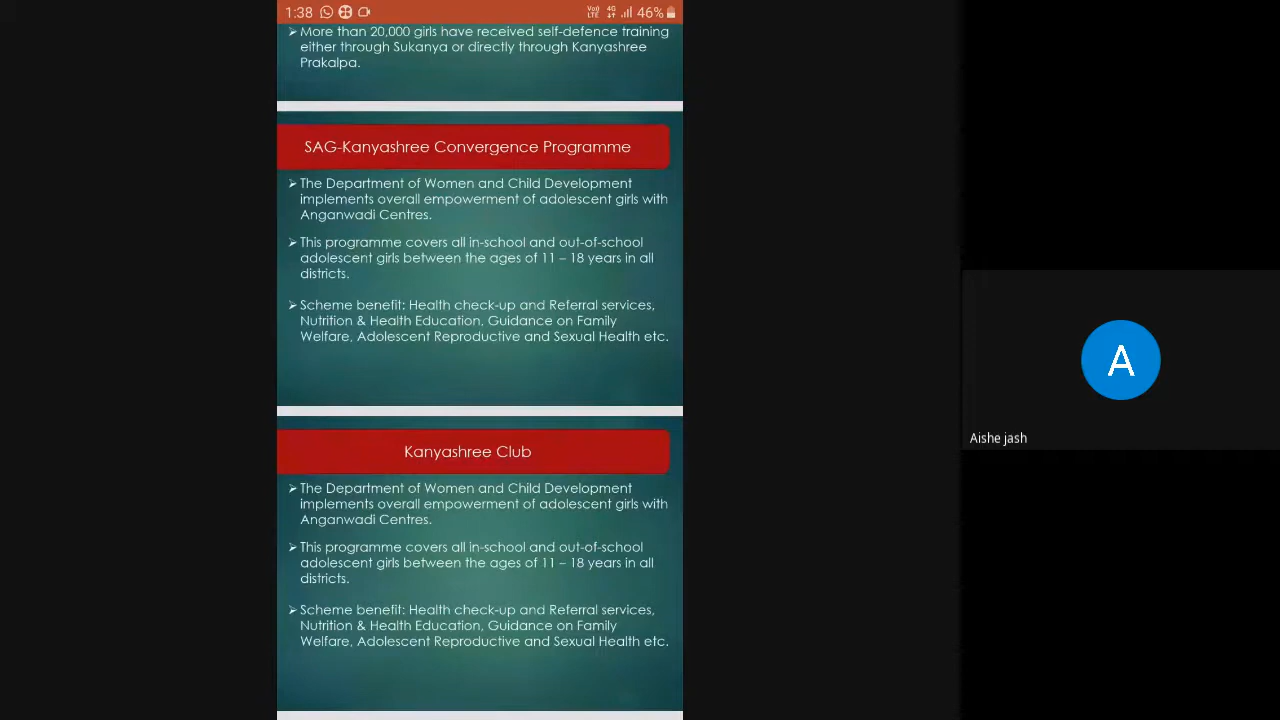 1:38
VoJ 4G 46%
LTE
➢ More than 20,000 girls have received self-defence training
either through Sukanya or directly through Kanyashree
Prakalpa.
SAG-Kanyashree Convergence Programme
➢ The Department of Women and Child Development
implements overall empowerment of adolescent girls with
Anganwadi Centres.
➢ This programme covers all in-school and out-of-school
adolescent girls between the ages of 11 – 18 years in all
districts.
➢ Scheme benefit: Health check-up and Referral services,
Nutrition & Health Education, Guidance on Family
Welfare, Adolescent Reproductive and Sexual Health etc.
Kanyashree Club
➢ The Department of Women and Child Development
implements overall empowerment of adolescent girls with
Anganwadi Centres.
➢ This programme covers all in-school and out-of-school
adolescent girls between the ages of 11 – 18 years in all
districts.
➢ Scheme benefit: Health check-up and Referral services,
Nutrition & Health Education, Guidance on Family
Welfare, Adolescent Reproductive and Sexual Health etc.
A
Aishe jash